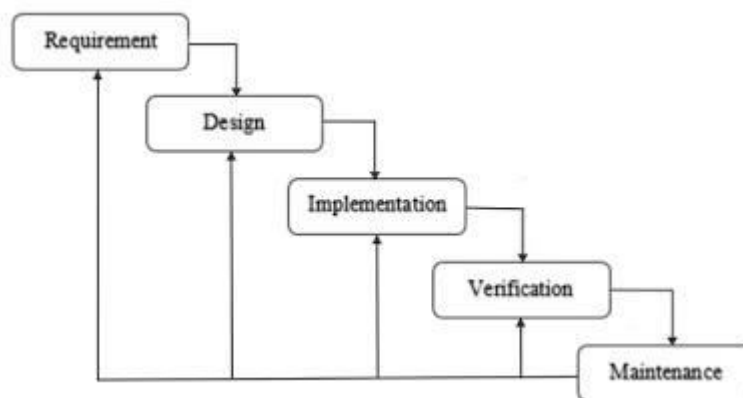 Requirement
Design
Implementation
Verification
Maintenance